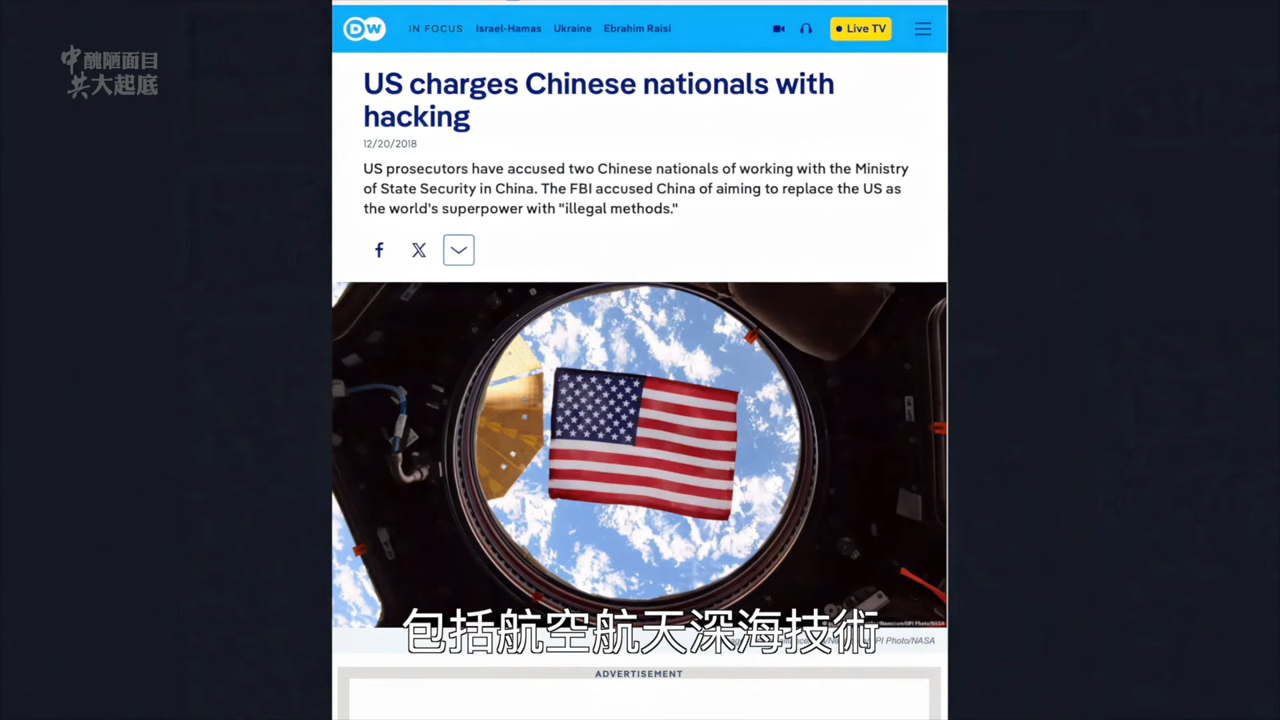 中醜陋面目
共大起底
DW IN FOCUS Israel-Hamas Ukraine Ebrahim Raisi Live TV
US charges Chinese nationals with
hacking
12/20/2018
US prosecutors have accused two Chinese nationals of working with the Ministry
of State Security in China. The FBI accused China of aiming to replace the US as
the world's superpower with "illegal methods."
包括航空航天深海技術
PI Photo/NASA
ADVERTISEMENT